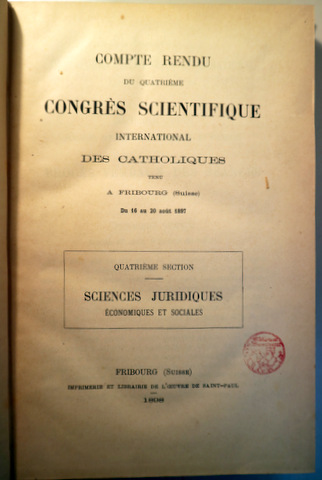 COMPTE RENDU
DU QUATRIÈME
CONGRÈS SCIENTIFIQUE
INTERNATIONAL
DES CATHOLIQUES
TENU
A FRIBOURG (Suisse)
Du 16 au 20 août 1897
QUATRIÈME SECTION
SCIENCES JURIDIQUES
ÉCONOMIQUES ET SOCIALES
FRIBOURG (SUISSE)
IMPRIMERIE ET LIBRAIRIE DE L'ŒUVRE DE SAINT-PAUL
1898